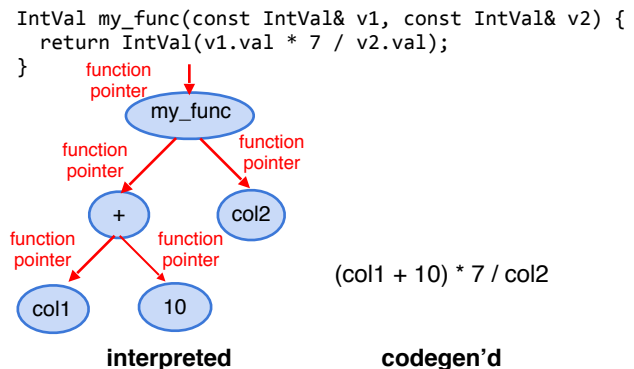 IntVal my_func(const IntVal& v1, const IntVal& v2) {
  return IntVal(v1.val * 7 / v2.val);
}
function
pointer
my_func
function
pointer
function
pointer
+
col2
function
pointer
function
pointer
(col1 + 10) * 7 / col2
col1
10
interpreted
codegen'd